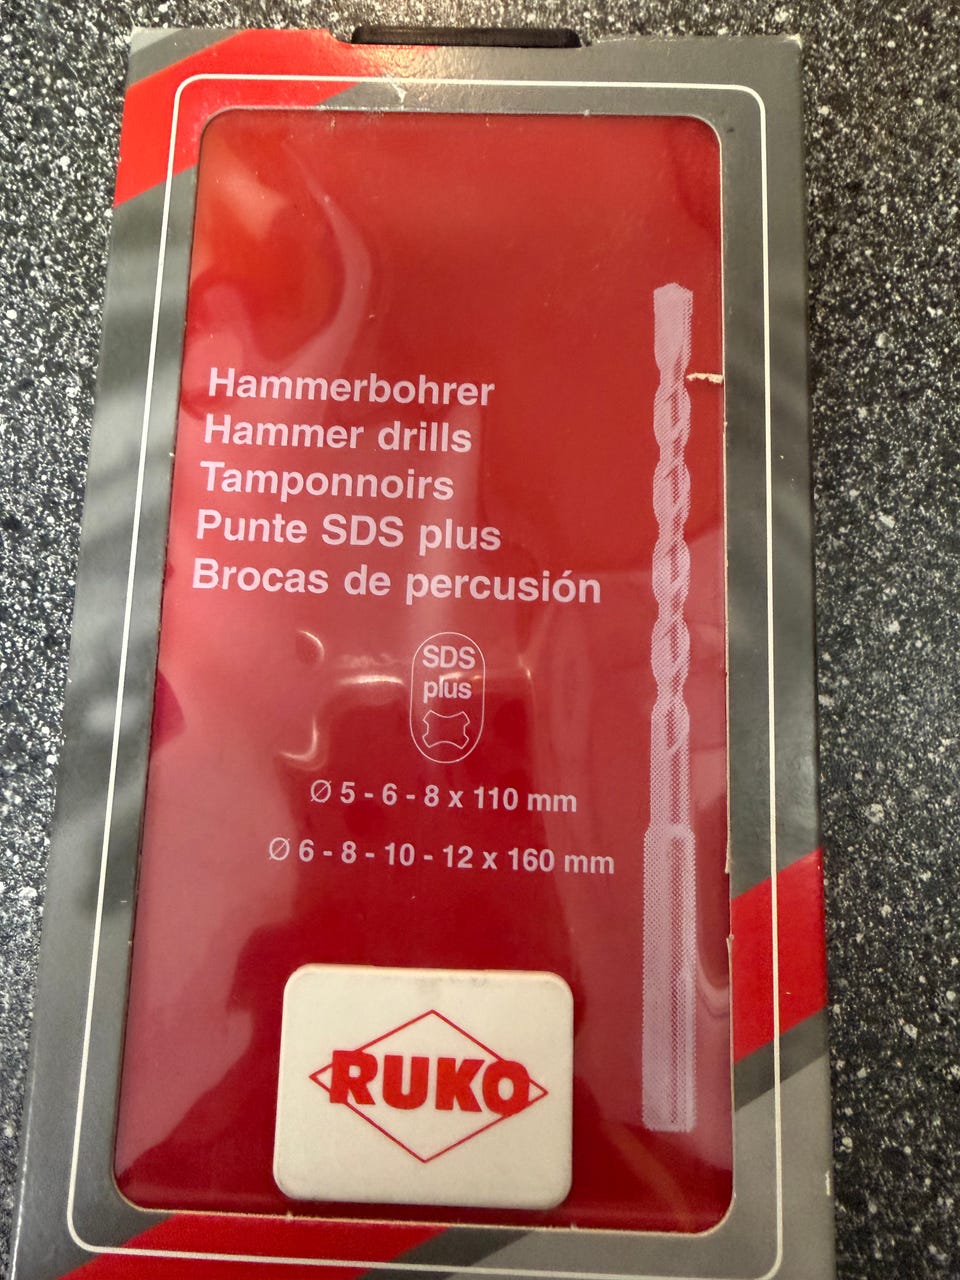 Hammerbohrer
Hammer drills
Tamponnoirs
Punte SDS plus
Brocas de percusión
SDS
plus
Ø 5 - 6 - 8 x 110 mm
Ø 6 - 8 - 10 - 12 x 160 mm
RUKO